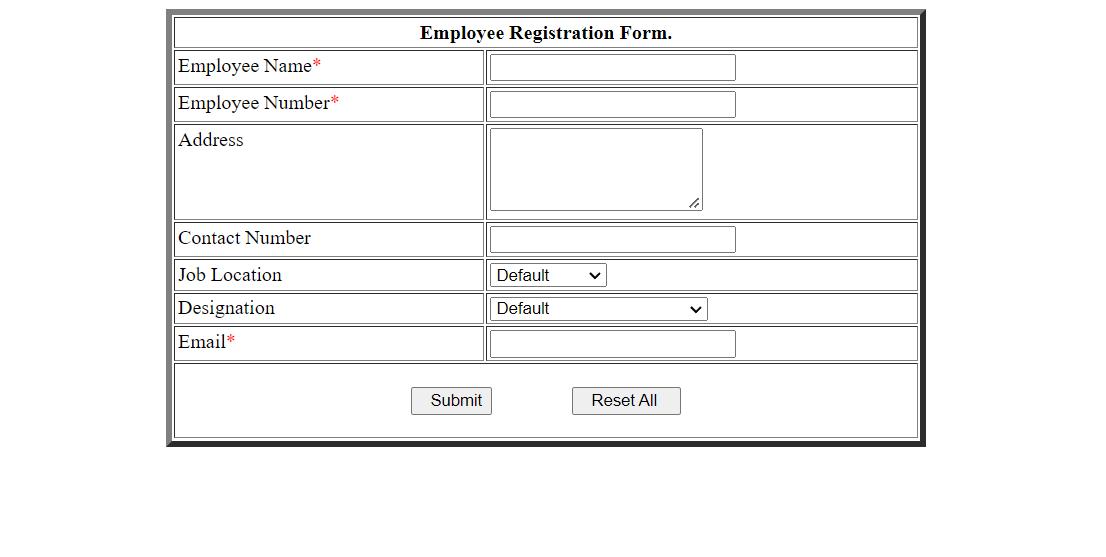 Employee Registration Form.
Employee Name*
Employee Number*
Address
Contact Number
Job Location Default
Designation Default
Email*
Submit Reset All